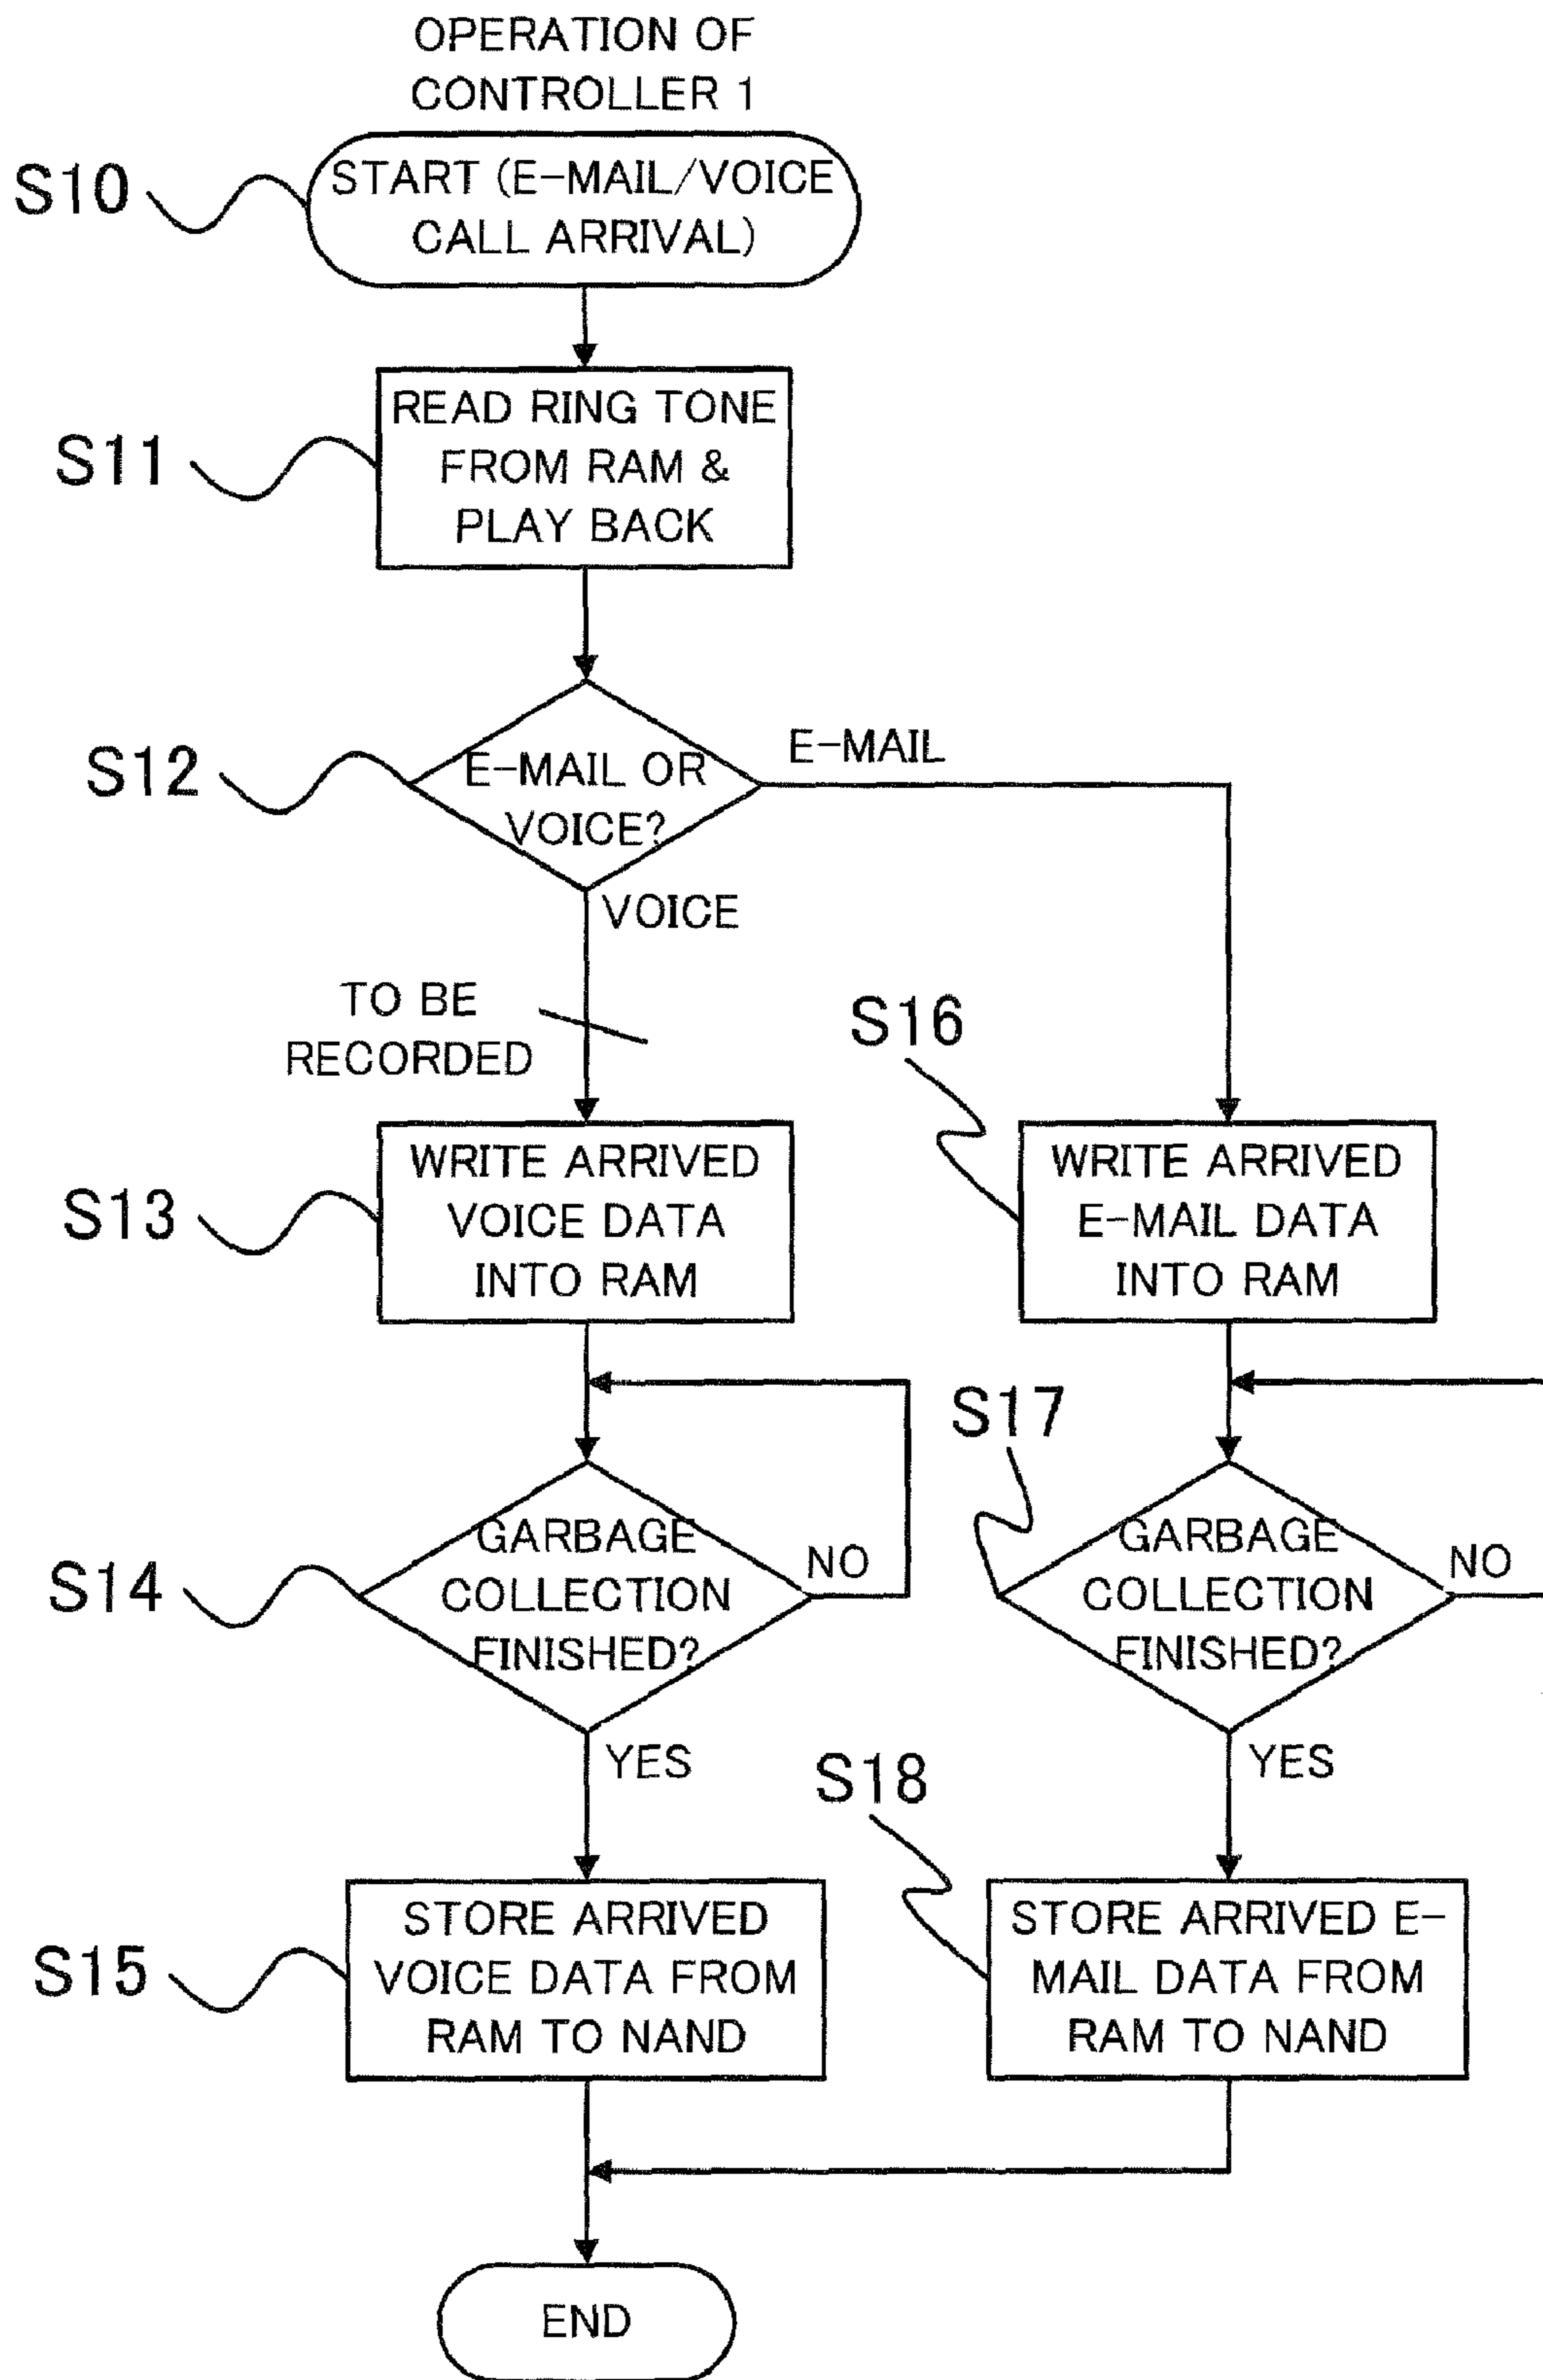 OPERATION OF
CONTROLLER 1
S10
START (E-MAIL/VOICE
CALL ARRIVAL)
S11
READ RING TONE
FROM RAM &
PLAY BACK
S12
E-MAIL OR
VOICE?
E-MAIL
VOICE
TO BE
RECORDED
S13
WRITE ARRIVED
VOICE DATA
INTO RAM
S16
WRITE ARRIVED
E-MAIL DATA
INTO RAM
S14
GARBAGE
COLLECTION
FINISHED?
NO
YES
S17
GARBAGE
COLLECTION
FINISHED?
NO
YES
S15
STORE ARRIVED
VOICE DATA FROM
RAM TO NAND
S18
STORE ARRIVED E-
MAIL DATA FROM
RAM TO NAND
END